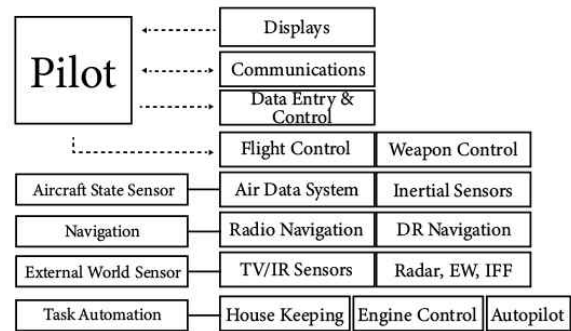 Displays
Pilot
Communications
Data Entry &
Control
Flight Control Weapon Control
Aircraft State Sensor Air Data System Inertial Sensors
Navigation Radio Navigation DR Navigation
External World Sensor TV/IR Sensors Radar, EW, IFF
Task Automation House Keeping Engine Control Autopilot